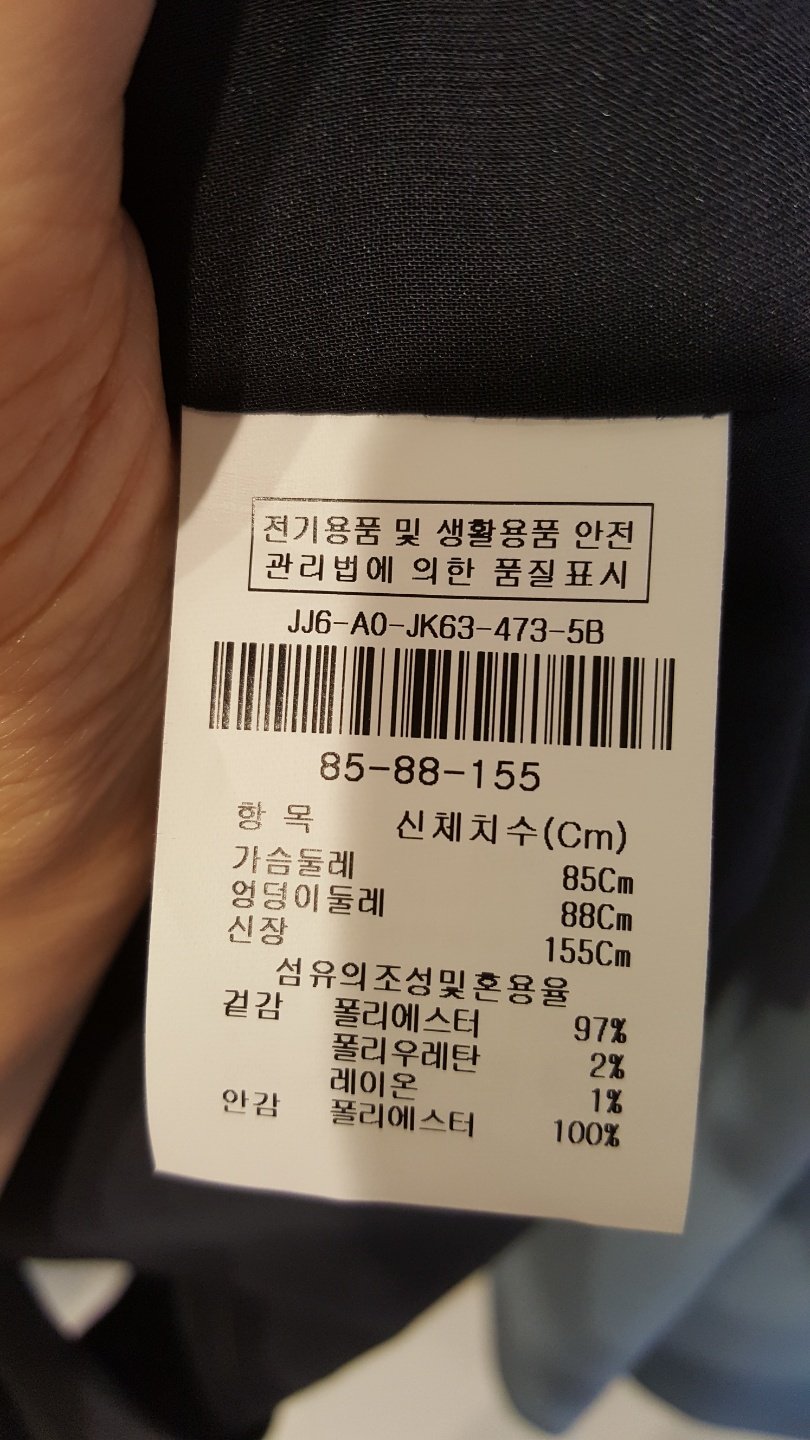 전기용품 및 생활용품 안전
관리법에 의한 품질표시
JJ6-A0-JK63-473-5B
85-88-155
항 목 신체치수(Cm)
가슴둘레 85Cm
엉덩이둘레 88Cm
신장 155Cm
섬유의조성및혼용율
겉감 폴리에스터 97%
폴리우레탄 2%
레이온 1%
안감 폴리에스터 100%